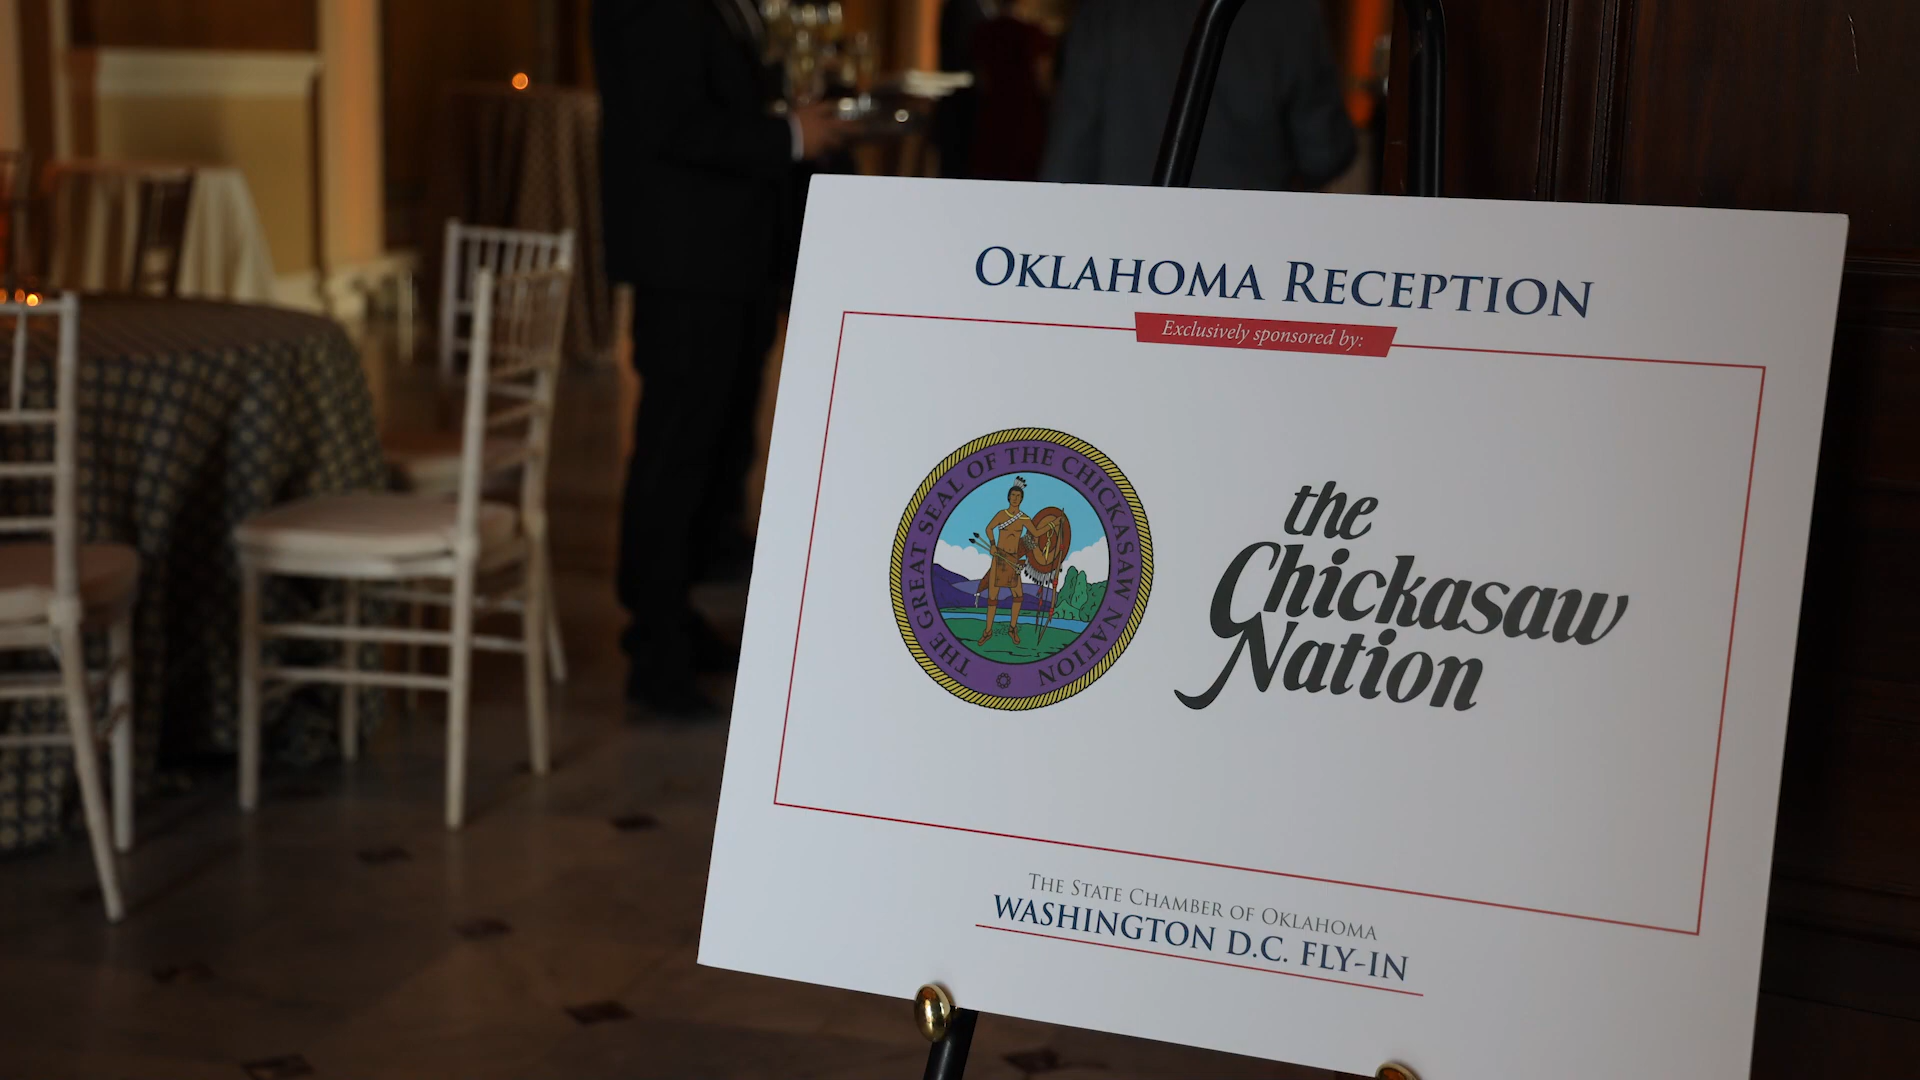 Oklahoma Reception
Exclusively sponsored by:
THE GREAT SEAL OF THE CHICKASAW NATION
the
Chickasaw
Nation
The State Chamber of Oklahoma
WASHINGTON D.C. FLY-IN